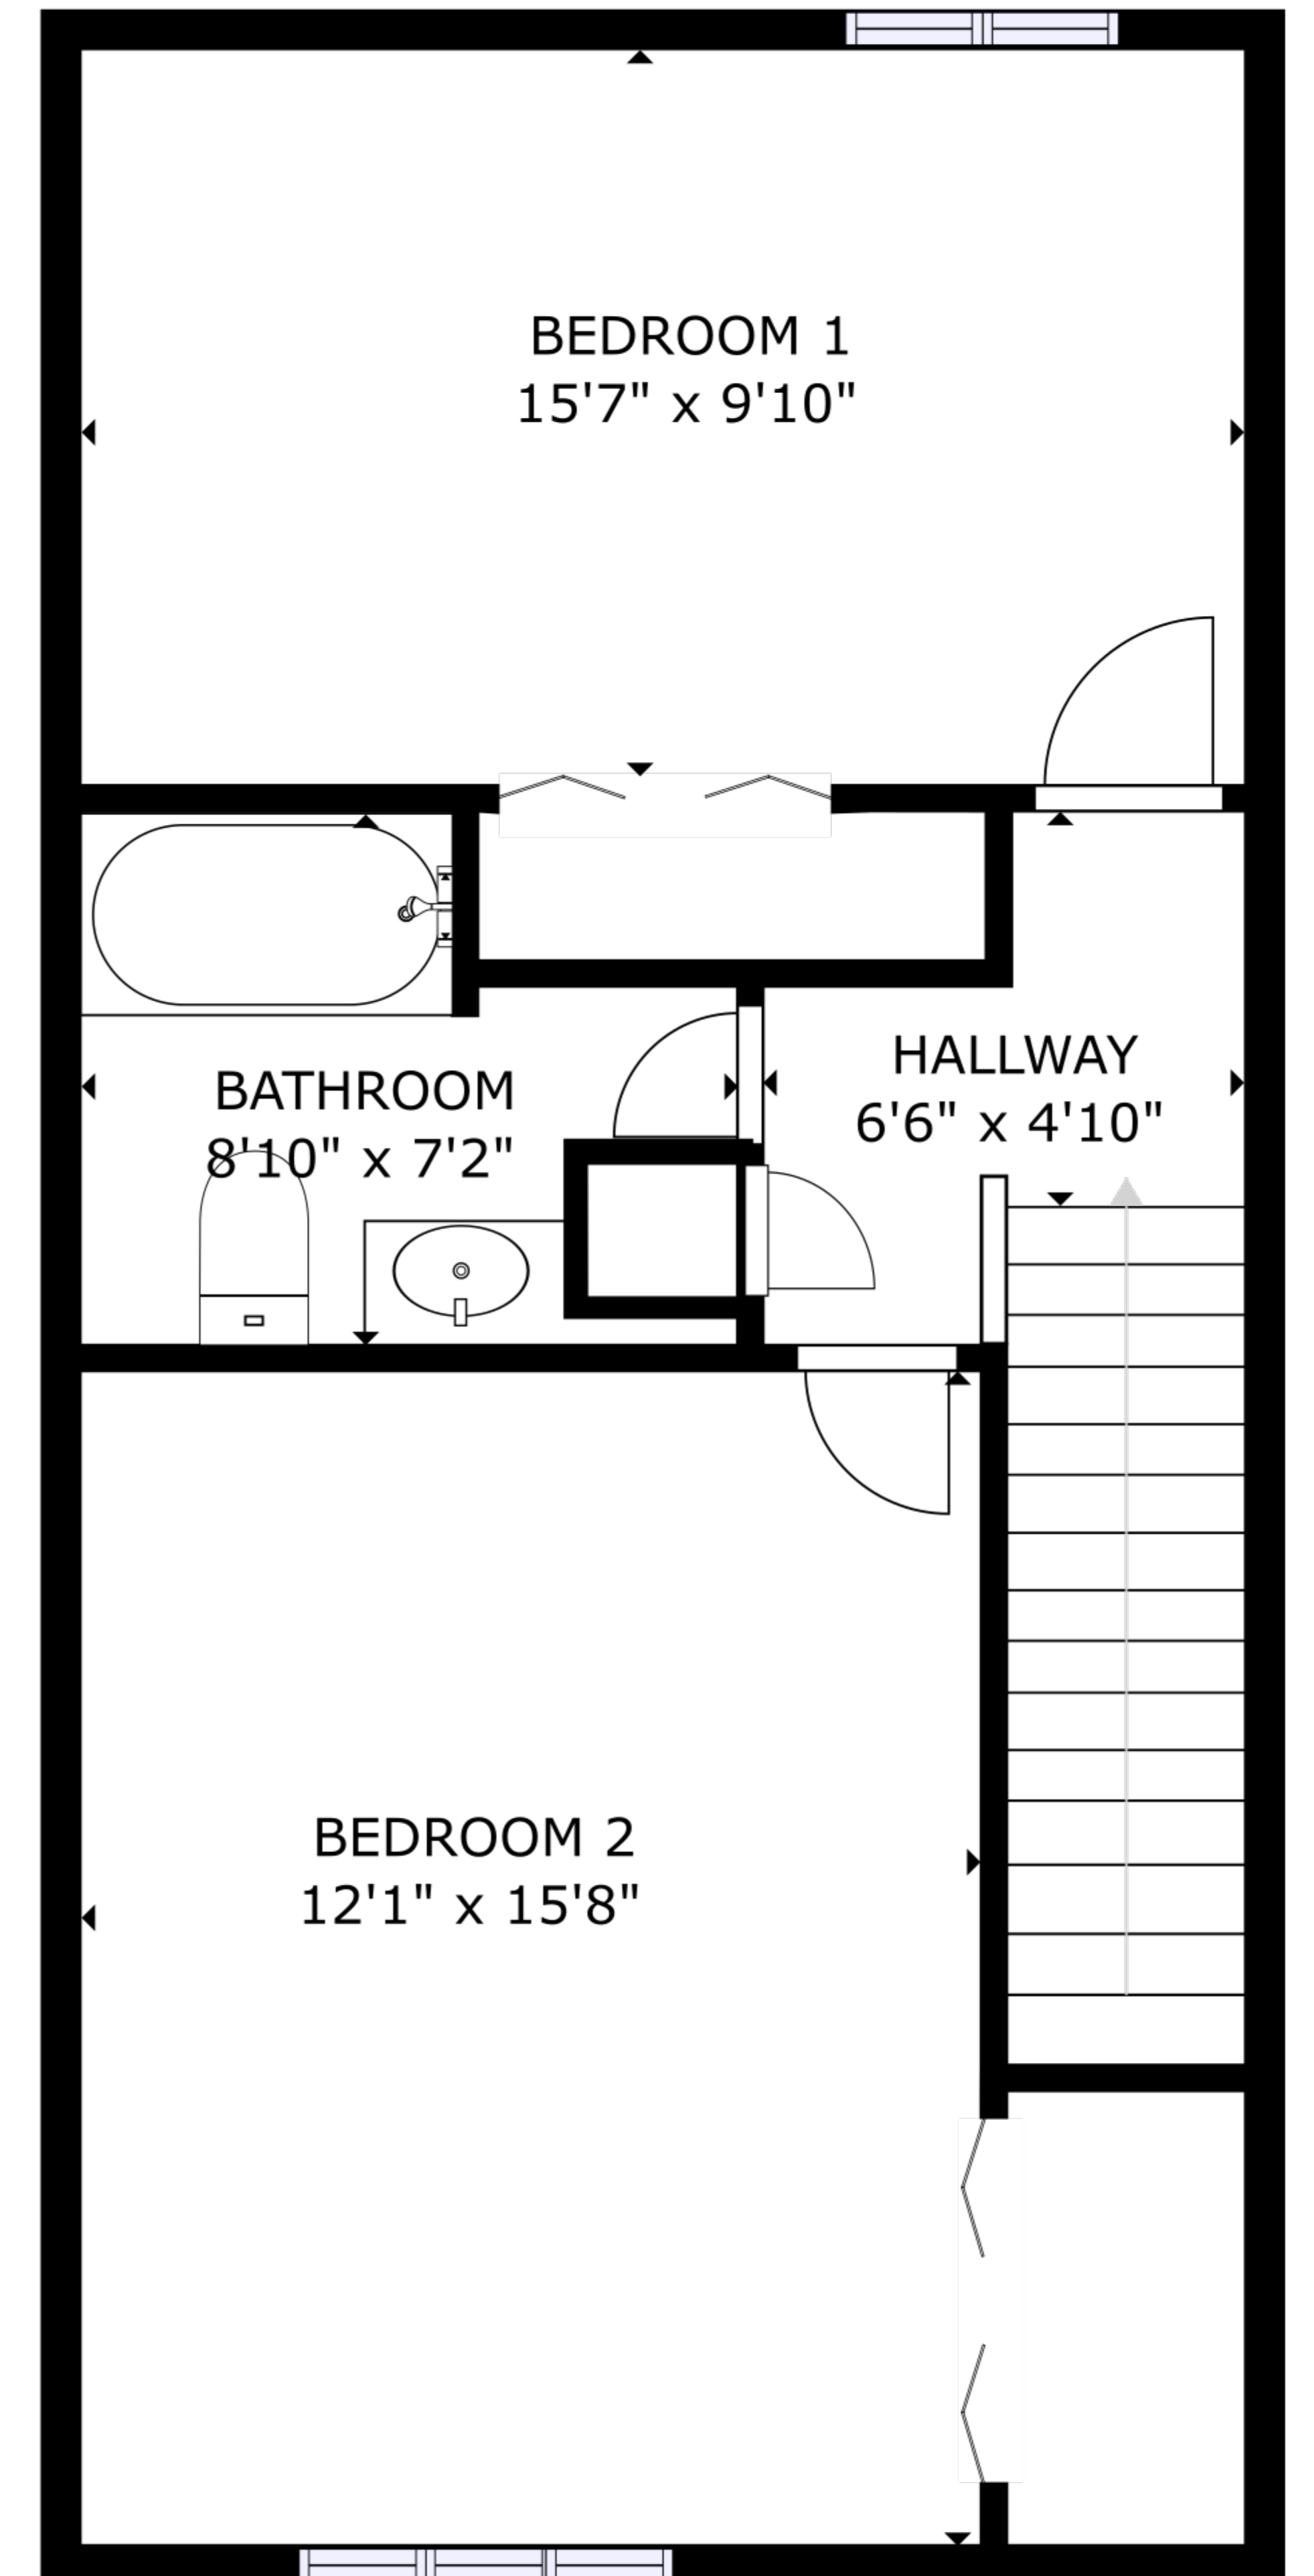 BEDROOM 1
15'7" x 9'10"
HALLWAY
6'6" x 4'10"
BATHROOM
8'10" x 7'2"
BEDROOM 2
12'1" x 15'8"